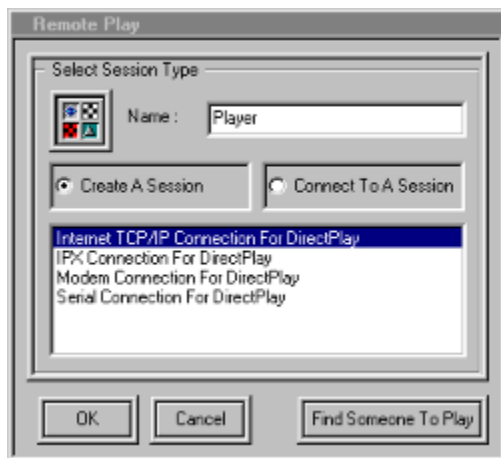 Remote Play
Select Session Type
Name :
Player
Create A Session
Connect To A Session
Internet TCP/IP Connection For DirectPlay
IPX Connection For DirectPlay
Modem Connection For DirectPlay
Serial Connection For DirectPlay
OK
Cancel
Find Someone To Play